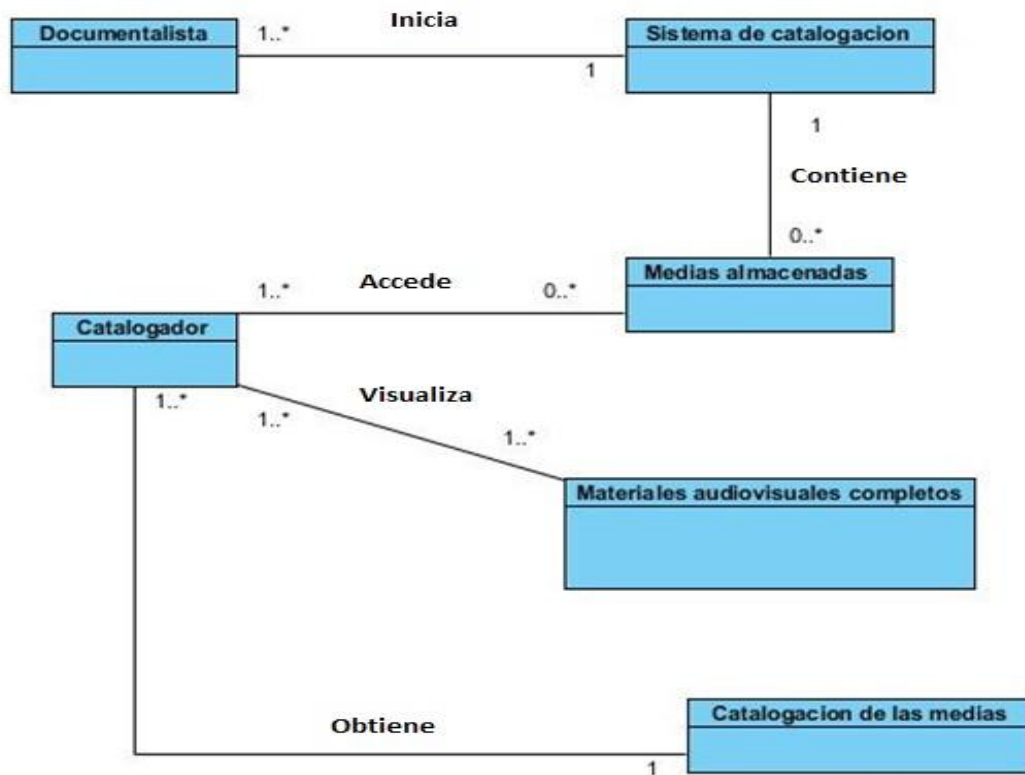 Documentalista
1..*
Inicia
1
Sistema de catalogacion
1
Contiene
0..*
Medias almacenadas
Accede
1..*
0..*
Catalogador
1..*
1..*
Visualiza
1..*
Materiales audiovisuales completos
Obtiene
1
Catalogacion de las medias